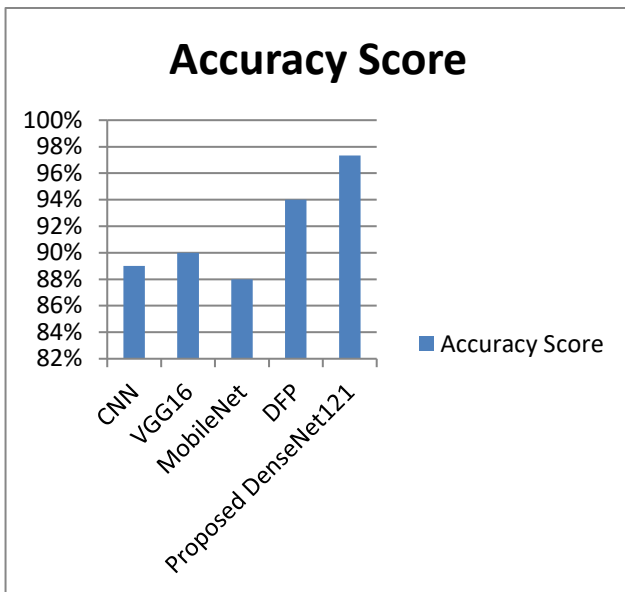 Accuracy Score
100%
98%
96%
94%
92%
90%
88%
86%
84%
82%
CNN
VGG16
MobileNet
DFP
Proposed DenseNet121
Accuracy Score